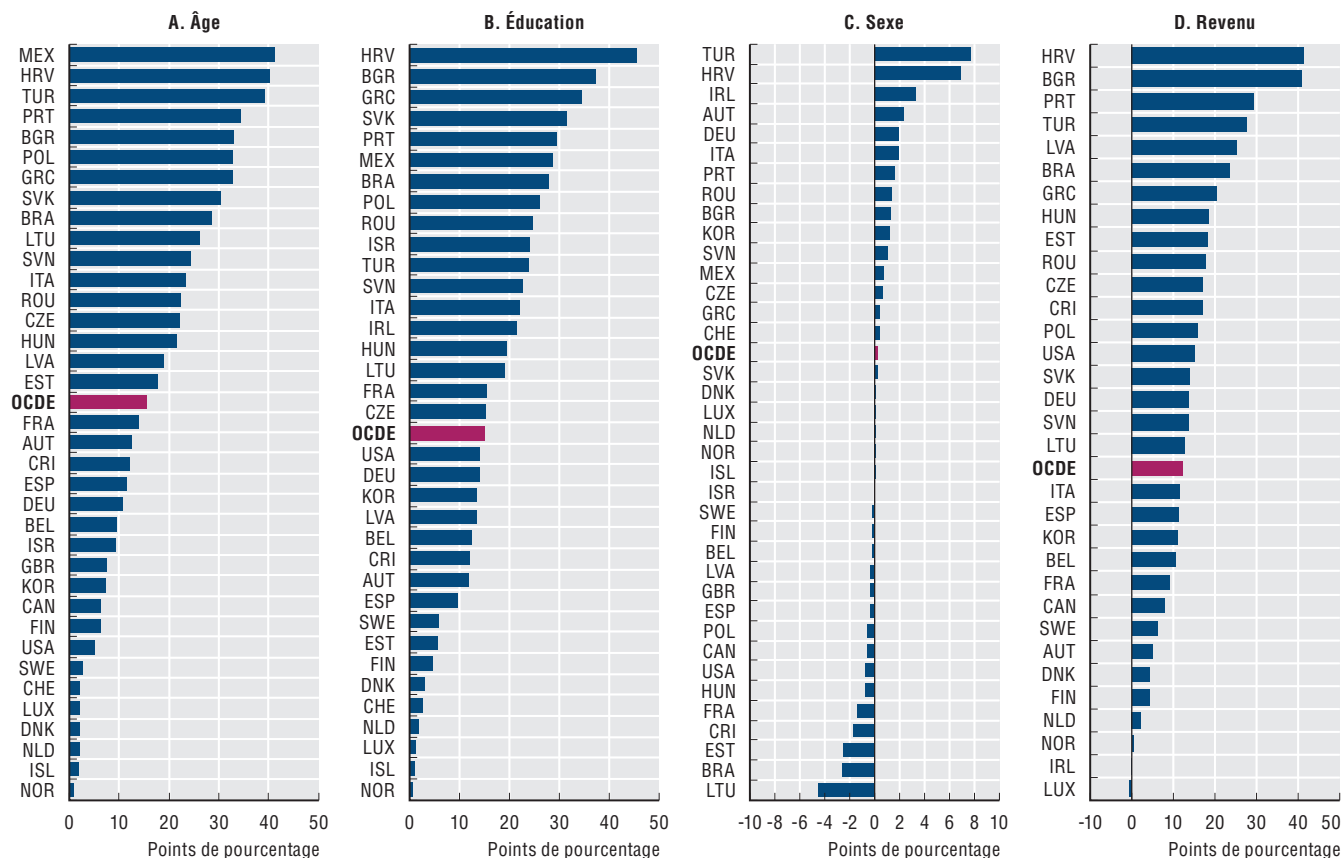 A. Âge
MEX
HRV
TUR
PRT
BGR
POL
GRC
SVK
BRA
LTU
SVN
ITA
ROU
CZE
HUN
LVA
EST
OCDE
FRA
AUT
CRI
ESP
DEU
BEL
ISR
GBR
KOR
CAN
FIN
USA
SWE
CHE
LUX
DNK
NLD
ISL
NOR
0 10 20 30 40 50
Points de pourcentage
B. Éducation
HRV
BGR
GRC
SVK
PRT
MEX
BRA
POL
ROU
ISR
TUR
SVN
ITA
IRL
HUN
LTU
FRA
CZE
OCDE
USA
DEU
KOR
LVA
BEL
CRI
AUT
ESP
SWE
EST
FIN
DNK
CHE
NLD
LUX
ISL
NOR
0 10 20 30 40 50
Points de pourcentage
C. Sexe
TUR
HRV
IRL
AUT
DEU
ITA
PRT
ROU
BGR
KOR
SVN
MEX
CZE
GRC
CHE
OCDE
SVK
DNK
LUX
NLD
NOR
ISL
ISR
SWE
FIN
BEL
LVA
GBR
ESP
POL
CAN
USA
HUN
FRA
CRI
EST
BRA
LTU
-10 -8 -6 -4 -2 0 2 4 6 8 10
Points de pourcentage
D. Revenu
HRV
BGR
PRT
TUR
LVA
BRA
GRC
HUN
EST
ROU
CZE
CRI
POL
USA
SVK
DEU
SVN
LTU
OCDE
ITA
ESP
KOR
BEL
FRA
CAN
SWE
AUT
DNK
FIN
NLD
NOR
IRL
LUX
-10 0 10 20 30 40 50
Points de pourcentage